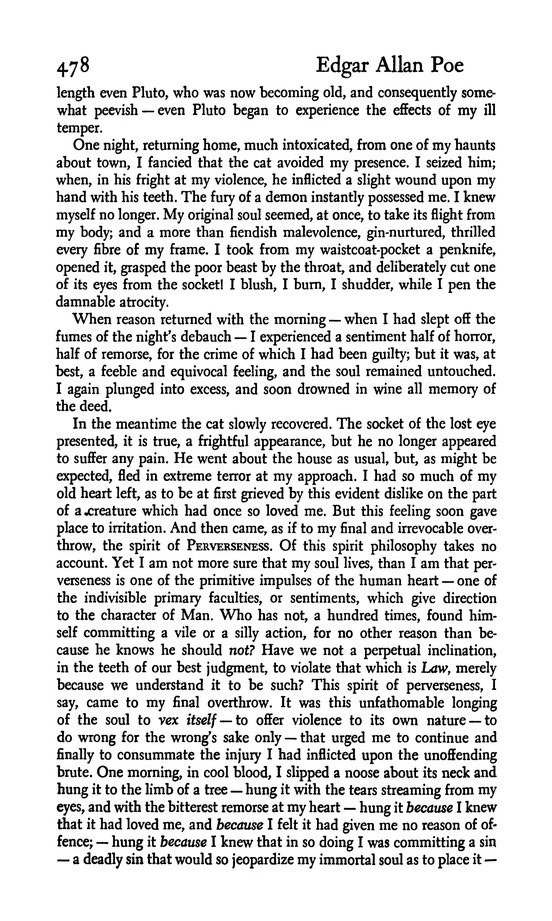 478 Edgar Allan Poe
length even Pluto, who was now becoming old, and consequently some-
what peevish — even Pluto began to experience the effects of my ill
temper.
One night, returning home, much intoxicated, from one of my haunts
about town, I fancied that the cat avoided my presence. I seized him;
when, in his fright at my violence, he inflicted a slight wound upon my
hand with his teeth. The fury of a demon instantly possessed me. I knew
myself no longer. My original soul seemed, at once, to take its flight from
my body; and a more than fiendish malevolence, gin-nurtured, thrilled
every fibre of my frame. I took from my waistcoat-pocket a penknife,
opened it, grasped the poor beast by the throat, and deliberately cut one
of its eyes from the socket! I blush, I burn, I shudder, while I pen the
damnable atrocity.
When reason returned with the morning — when I had slept off the
fumes of the night's debauch — I experienced a sentiment half of horror,
half of remorse, for the crime of which I had been guilty; but it was, at
best, a feeble and equivocal feeling, and the soul remained untouched.
I again plunged into excess, and soon drowned in wine all memory of
the deed.
In the meantime the cat slowly recovered. The socket of the lost eye
presented, it is true, a frightful appearance, but he no longer appeared
to suffer any pain. He went about the house as usual, but, as might be
expected, fled in extreme terror at my approach. I had so much of my
old heart left, as to be at first grieved by this evident dislike on the part
of a creature which had once so loved me. But this feeling soon gave
place to irritation. And then came, as if to my final and irrevocable over-
throw, the spirit of PERVERSENESS. Of this spirit philosophy takes no
account. Yet I am not more sure that my soul lives, than I am that per-
verseness is one of the primitive impulses of the human heart — one of
the indivisible primary faculties, or sentiments, which give direction
to the character of Man. Who has not, a hundred times, found him-
self committing a vile or a silly action, for no other reason than be-
cause he knows he should not? Have we not a perpetual inclination,
in the teeth of our best judgment, to violate that which is Law, merely
because we understand it to be such? This spirit of perverseness, I
say, came to my final overthrow. It was this unfathomable longing
of the soul to vex itself — to offer violence to its own nature — to
do wrong for the wrong's sake only — that urged me to continue and
finally to consummate the injury I had inflicted upon the unoffending
brute. One morning, in cool blood, I slipped a noose about its neck and
hung it to the limb of a tree — hung it with the tears streaming from my
eyes, and with the bitterest remorse at my heart — hung it because I knew
that it had loved me, and because I felt it had given me no reason of of-
fence; — hung it because I knew that in so doing I was committing a sin
— a deadly sin that would so jeopardize my immortal soul as to place it —